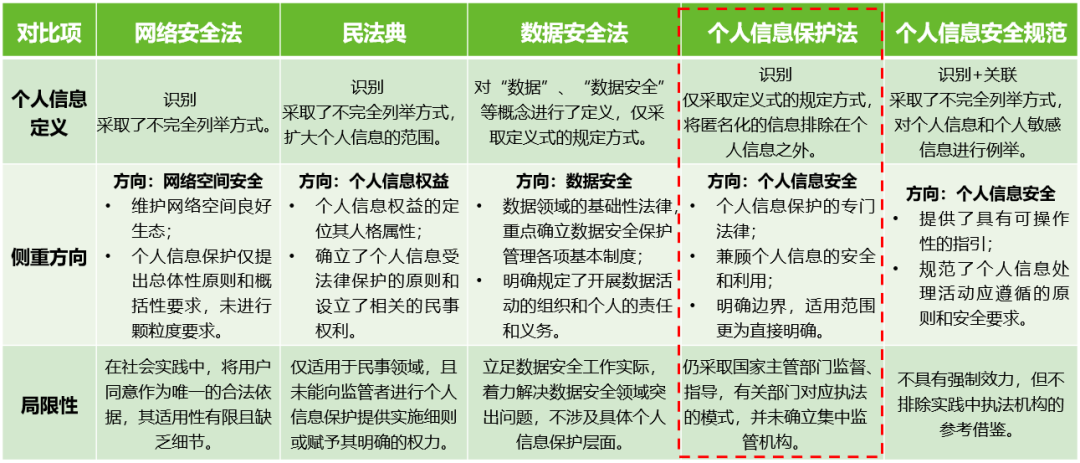 对比项
网络安全法
民法典
数据安全法
个人信息保护法
个人信息安全规范
个人信息
定义
识别
采取了不完全列举方式。
识别
采取了不完全列举方式，
扩大个人信息的范围。
对“数据”、“数据安全”
等概念进行了定义，仅采
取定义式的规定方式。
识别
仅采取定义式的规定方式，
将匿名化的信息排除在个
人信息之外。
识别+关联
采取了不完全列举方式，
对个人信息和个人敏感
信息进行例举。
侧重方向
方向：网络空间安全
• 维护网络空间良好
生态；
• 个人信息保护仅提
出总体性原则和概
括性要求，未进行
颗粒度要求。
方向：个人信息权益
• 个人信息权益的定
位其人格属性；
• 确立了个人信息受
法律保护的原则和
设立了相关的民事
权利。
方向：数据安全
• 数据领域的基础性法律，
重点确立数据安全保护
管理各项基本制度；
• 明确规定了开展数据活
动的组织和个人的责任
和义务。
方向：个人信息安全
• 个人信息保护的专门
法律；
• 兼顾个人信息的安全
和利用；
• 明确边界，适用范围
更为直接明确。
方向：个人信息安全
• 提供了具有可操作
性的指引；
• 规范了个人信息处
理活动应遵循的原
则和安全要求。
局限性
在社会实践中，将用户
同意作为唯一的合法依
据，其适用性有限且缺
乏细节。
仅适用于民事领域，且
未能向监管者进行个人
信息保护提供实施细则
或赋予其明确的权力。
立足数据安全工作实际，
着力解决数据安全领域突
出问题，不涉及具体个人
信息保护层面。
仍采取国家主管部门监督、
指导，有关部门对应执法
的模式，并未确立集中监
管机构。
不具有强制效力，但不
排除实践中执法机构的
参考借鉴。